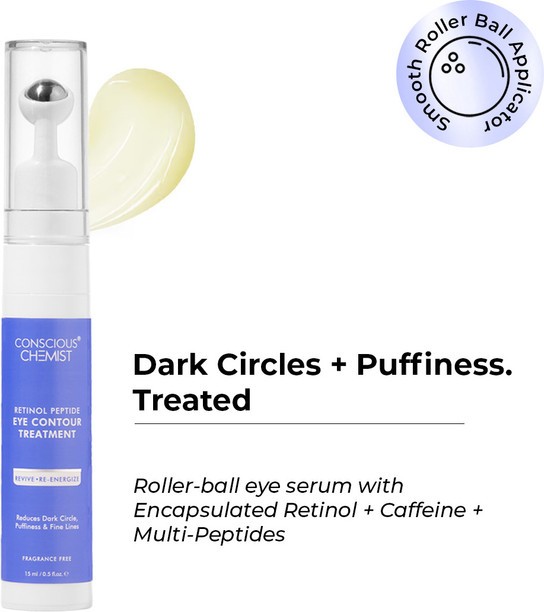 Smooth Roller Ball Applicator
CONSCIOUS®
CHEMIST
RETINOL PEPTIDE
EYE CONTOUR
TREATMENT
REVIVE•RE-ENERGIZE
Reduces Dark Circle,
Puffiness & Fine Lines
FRAGRANCE FREE
15 ml / 0.5 fl.oz. ℮
Dark Circles + Puffiness.
Treated
Roller-ball eye serum with
Encapsulated Retinol + Caffeine +
Multi-Peptides